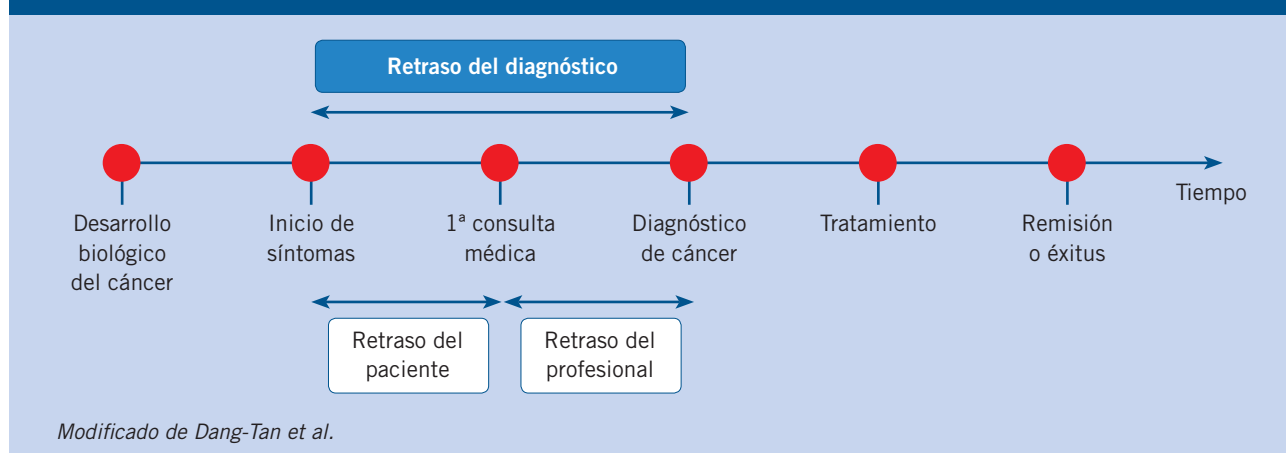 Retraso del diagnóstico
Tiempo
Desarrollo
biológico
del cáncer
Inicio de
síntomas
1ª consulta
médica
Diagnóstico
de cáncer
Tratamiento
Remisión
o éxitus
Retraso del
paciente
Retraso del
profesional
Modificado de Dang-Tan et al.